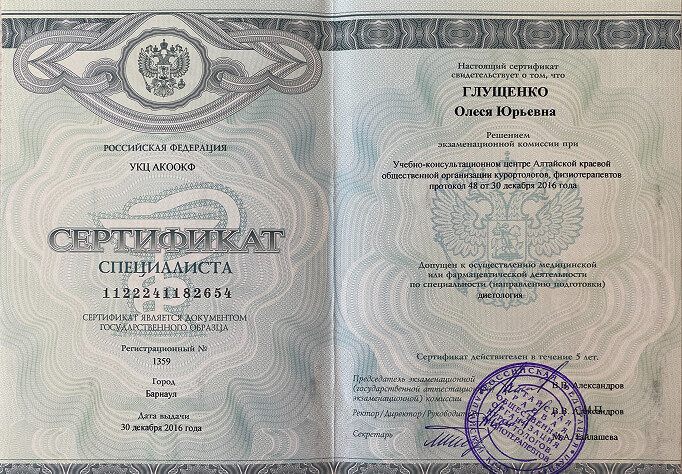 РОССИЙСКАЯ ФЕДЕРАЦИЯ
УКЦ АКООКФ
СЕРТИФИКАТ
СПЕЦИАЛИСТА
1122241182654
СЕРТИФИКАТ ЯВЛЯЕТСЯ ДОКУМЕНТОМ
ГОСУДАРСТВЕННОГО ОБРАЗЦА
Регистрационный №
1359
Город
Барнаул
Дата выдачи
30 декабря 2016 года
Настоящий сертификат
свидетельствует о том, что
ГЛУЩЕНКО
Олеся Юрьевна
Решением
экзаменационной комиссии при
Учебно-консультационном центре Алтайской краевой
общественной организации курортологов, физиотерапевтов
протокол 48 от 30 декабря 2016 года
Допущен к осуществлению медицинской
или фармацевтической деятельности
по специальности (направлению подготовки)
диетология
Сертификат действителен в течение 5 лет.
Председатель экзаменационной
(государственной аттестационной
экзаменационной) комиссии
В.В. Александров
М.П.
Ректор/Директор/Руководитель
В.В. Александров
Секретарь
М.А.